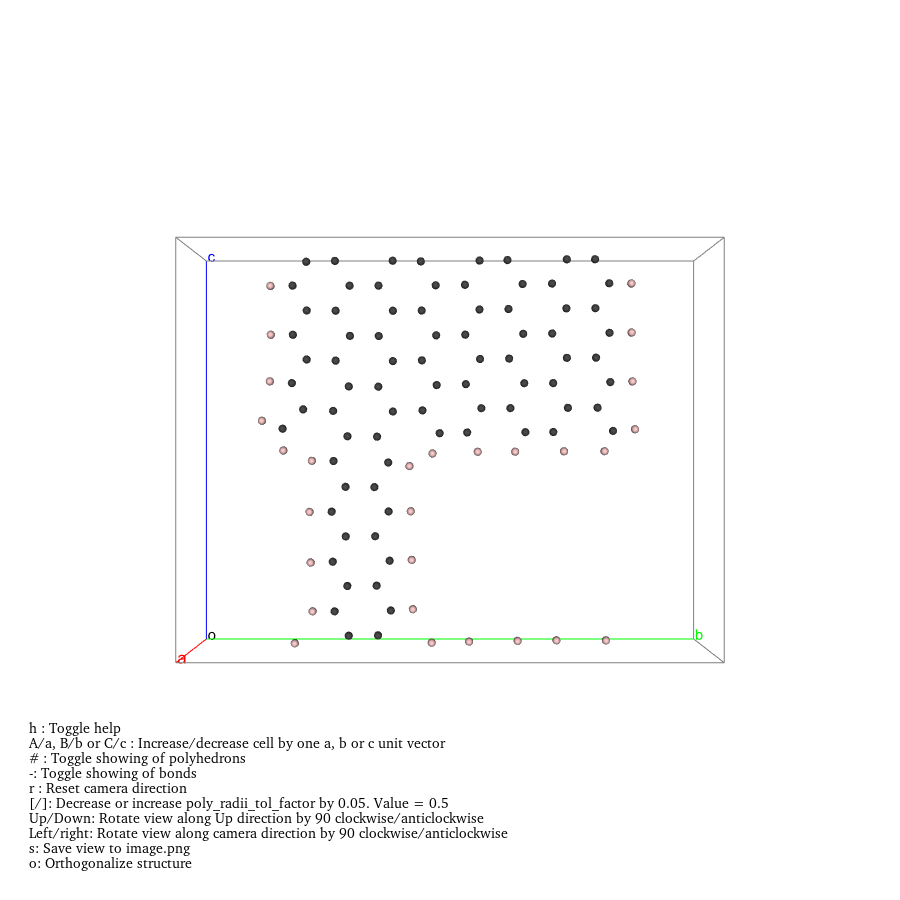 c
o
b
a
h : Toggle help
A/a, B/b or C/c : Increase/decrease cell by one a, b or c unit vector
# : Toggle showing of polyhedrons
-: Toggle showing of bonds
r : Reset camera direction
[/]: Decrease or increase poly_radii_tol_factor by 0.05. Value = 0.5
Up/Down: Rotate view along Up direction by 90 clockwise/anticlockwise
Left/right: Rotate view along camera direction by 90 clockwise/anticlockwise
s: Save view to image.png
o: Orthogonalize structure